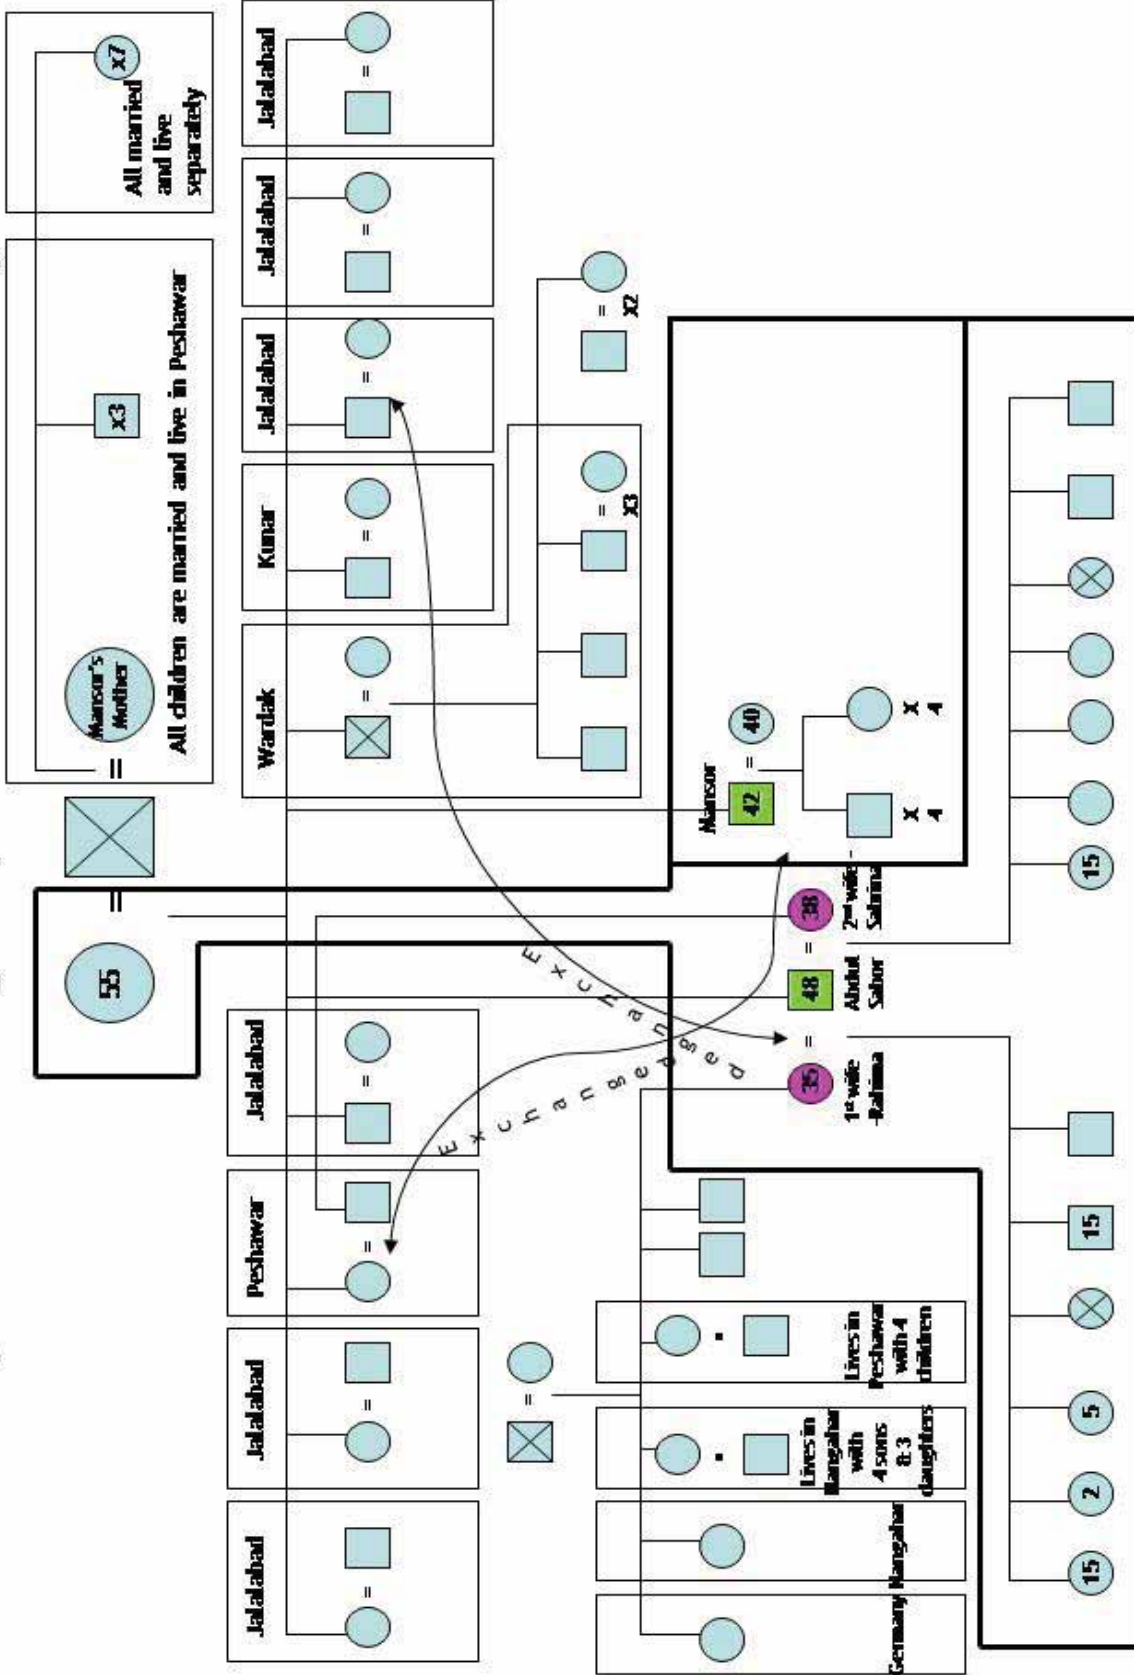 55
=
=
Mansor's
Mother
x3
All children are married and live in Peshawar
x7
All married
and live
separately
Jalalabad
=
Jalalabad
=
Peshawar
=
Jalalabad
=
Wardak
=
Kunar
=
Jalalabad
=
Jalalabad
=
Jalalabad
=
=
X3
=
X2
=
Exchanged
Exchanged
Germany
Nangahar
Lives in
Nangahar
with
4 sons
& 3
daughters
Lives in
Peshawar
with 4
children
35
=
48
=
38
1st wife
-Rahima
Abdul
Sabor
2nd wife -
Sabrina
Mansor
42
=
40
X
4
X
4
15
2
5
15
15